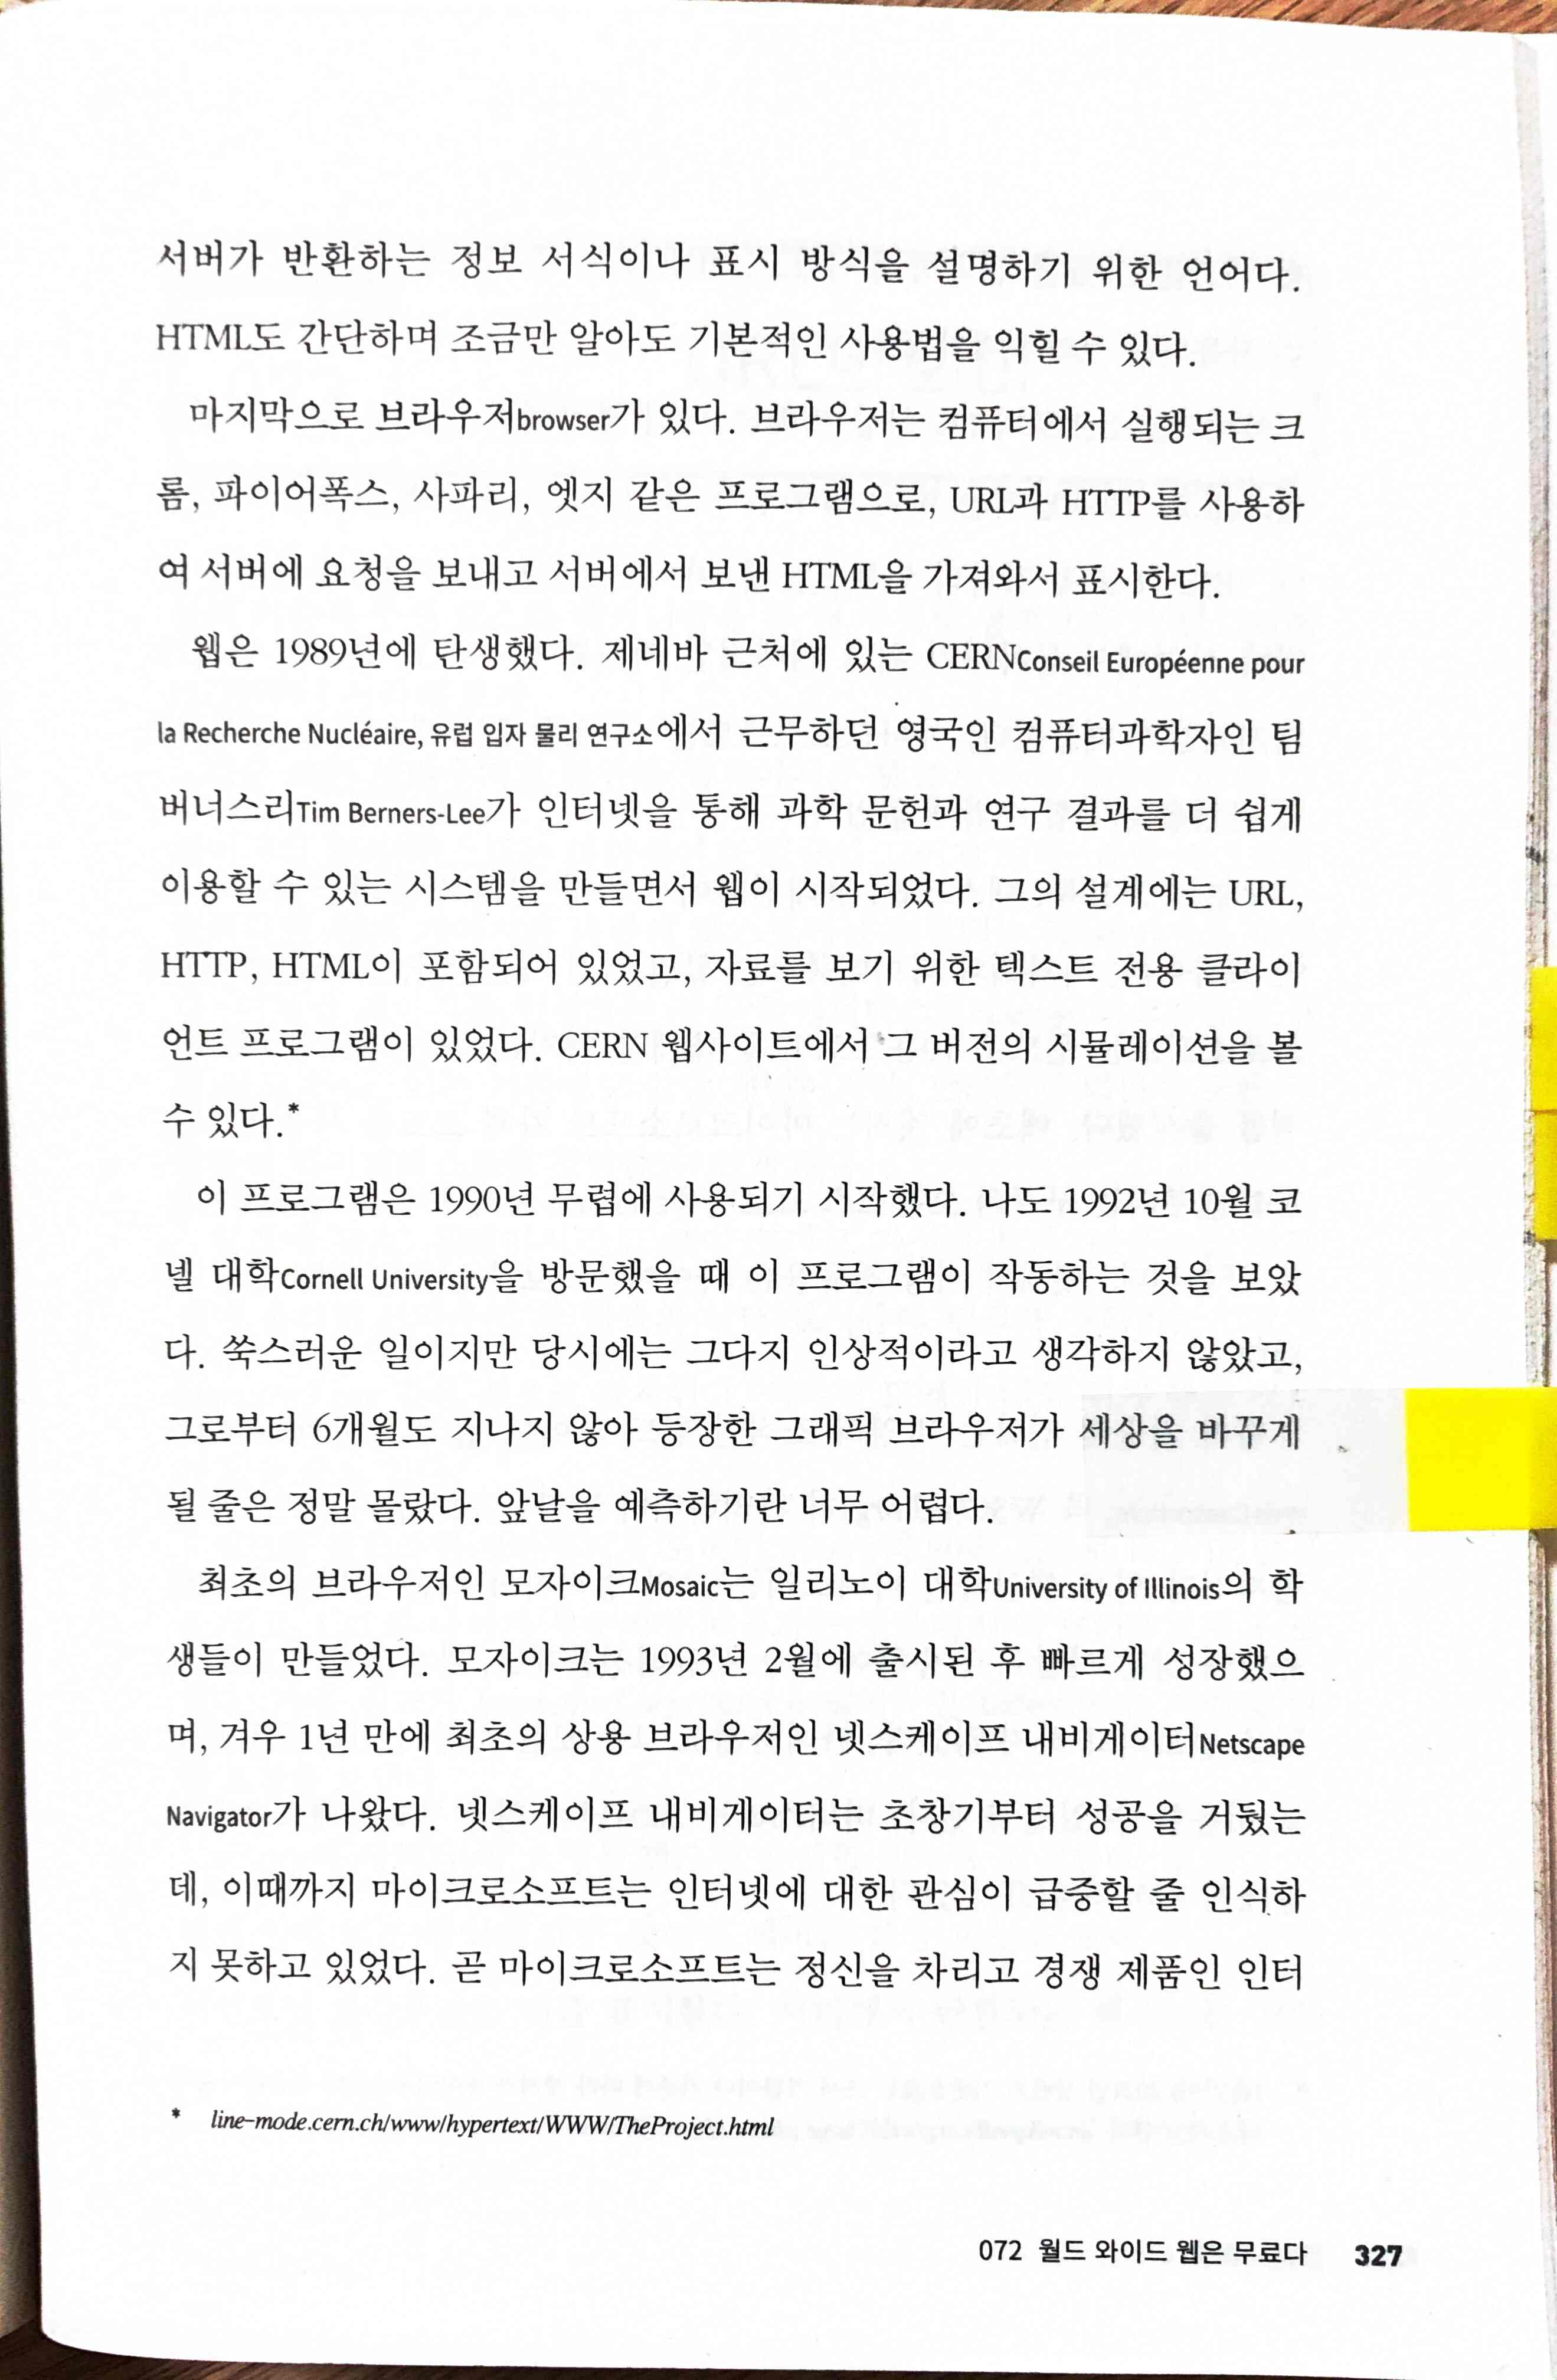 서버가 반환하는 정보 서식이나 표시 방식을 설명하기 위한 언어다.
HTML도 간단하며 조금만 알아도 기본적인 사용법을 익힐 수 있다.
마지막으로 브라우저browser가 있다. 브라우저는 컴퓨터에서 실행되는 크
롬, 파이어폭스, 사파리, 엣지 같은 프로그램으로, URL과 HTTP를 사용하
여 서버에 요청을 보내고 서버에서 보낸 HTML을 가져와서 표시한다.
웹은 1989년에 탄생했다. 제네바 근처에 있는 CERNConseil Européenne pour
la Recherche Nucléaire, 유럽 입자 물리 연구소에서 근무하던 영국인 컴퓨터과학자인 팀
버너스리Tim Berners-Lee가 인터넷을 통해 과학 문헌과 연구 결과를 더 쉽게
이용할 수 있는 시스템을 만들면서 웹이 시작되었다. 그의 설계에는 URL,
HTTP, HTML이 포함되어 있었고, 자료를 보기 위한 텍스트 전용 클라이
언트 프로그램이 있었다. CERN 웹사이트에서 그 버전의 시뮬레이션을 볼
수 있다.*
이 프로그램은 1990년 무렵에 사용되기 시작했다. 나도 1992년 10월 코
넬 대학Cornell University을 방문했을 때 이 프로그램이 작동하는 것을 보았
다. 쑥스러운 일이지만 당시에는 그다지 인상적이라고 생각하지 않았고,
그로부터 6개월도 지나지 않아 등장한 그래픽 브라우저가 세상을 바꾸게
될 줄은 정말 몰랐다. 앞날을 예측하기란 너무 어렵다.
최초의 브라우저인 모자이크Mosaic는 일리노이 대학University of Illinois의 학
생들이 만들었다. 모자이크는 1993년 2월에 출시된 후 빠르게 성장했으
며, 겨우 1년 만에 최초의 상용 브라우저인 넷스케이프 내비게이터Netscape
Navigator가 나왔다. 넷스케이프 내비게이터는 초창기부터 성공을 거뒀는
데, 이때까지 마이크로소프트는 인터넷에 대한 관심이 급증할 줄 인식하
지 못하고 있었다. 곧 마이크로소프트는 정신을 차리고 경쟁 제품인 인터
* line-mode.cern.ch/www/hypertext/WWW/TheProject.html
072 월드 와이드 웹은 무료다 327